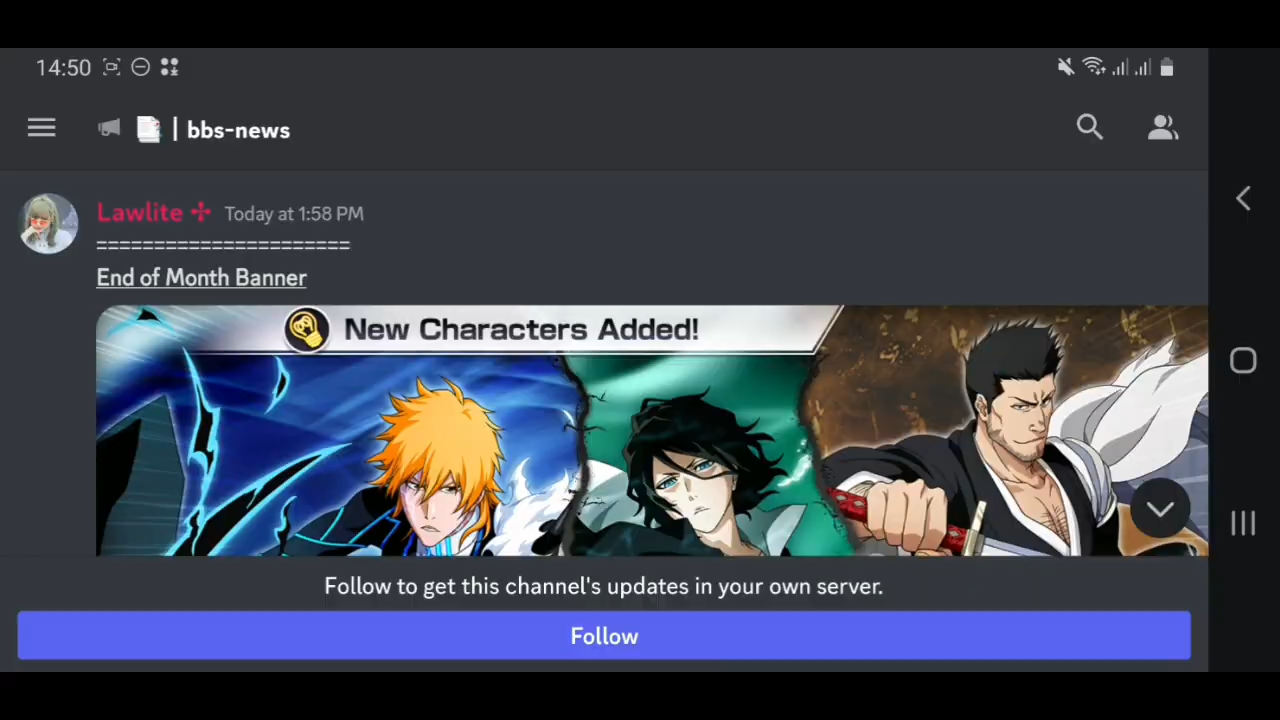 14:50
| bbs-news
Lawlite Today at 1:58 PM
======================
End of Month Banner
New Characters Added!
Follow to get this channel's updates in your own server.
Follow